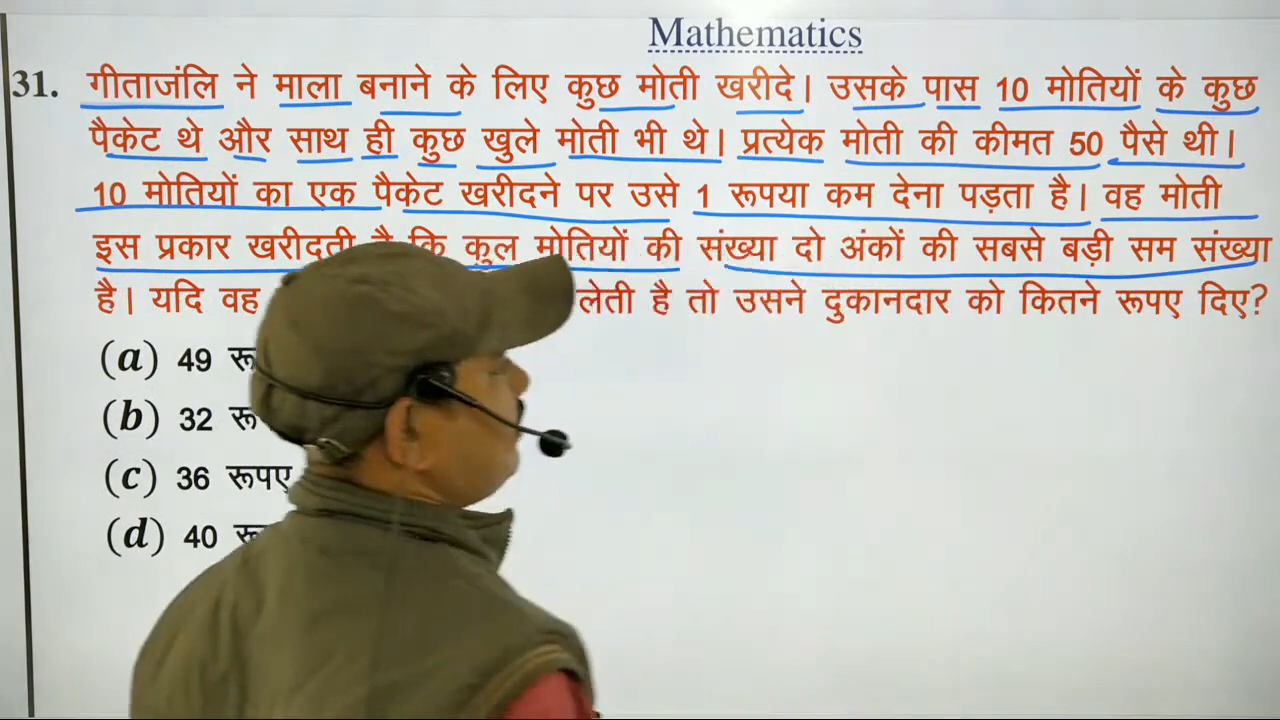 Mathematics
31. गीताजंलि ने माला बनाने के लिए कुछ मोती खरीदे। उसके पास 10 मोतियों के कुछ
पैकेट थे और साथ ही कुछ खुले मोती भी थे। प्रत्येक मोती की कीमत 50 पैसे थी।
10 मोतियों का एक पैकेट खरीदने पर उसे 1 रूपया कम देना पड़ता है। वह मोती
इस प्रकार खरीदती है कि कुल मोतियों की संख्या दो अंकों की सबसे बड़ी सम संख्या
है। यदि वह लेती है तो उसने दुकानदार को कितने रूपए दिए?
(a) 49
(b) 32
(c) 36 रूपए
(d) 40